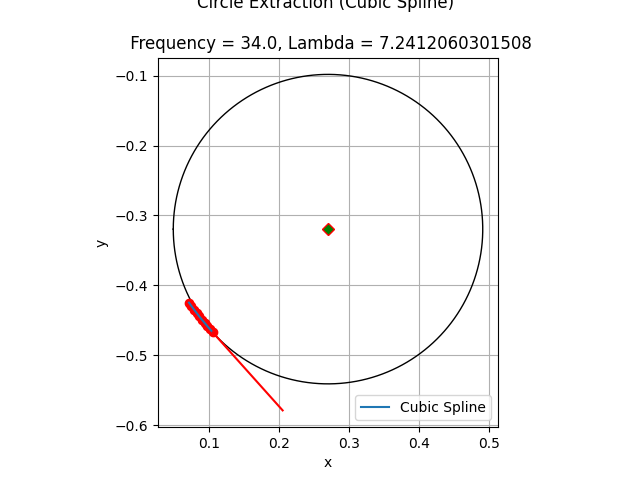 Circle Extraction (Cubic Spline)
Frequency = 34.0, Lambda = 7.2412060301508
−0.1
−0.2
−0.3
y
−0.4
−0.5
−0.6
Cubic Spline
0.1 0.2 0.3 0.4 0.5
x